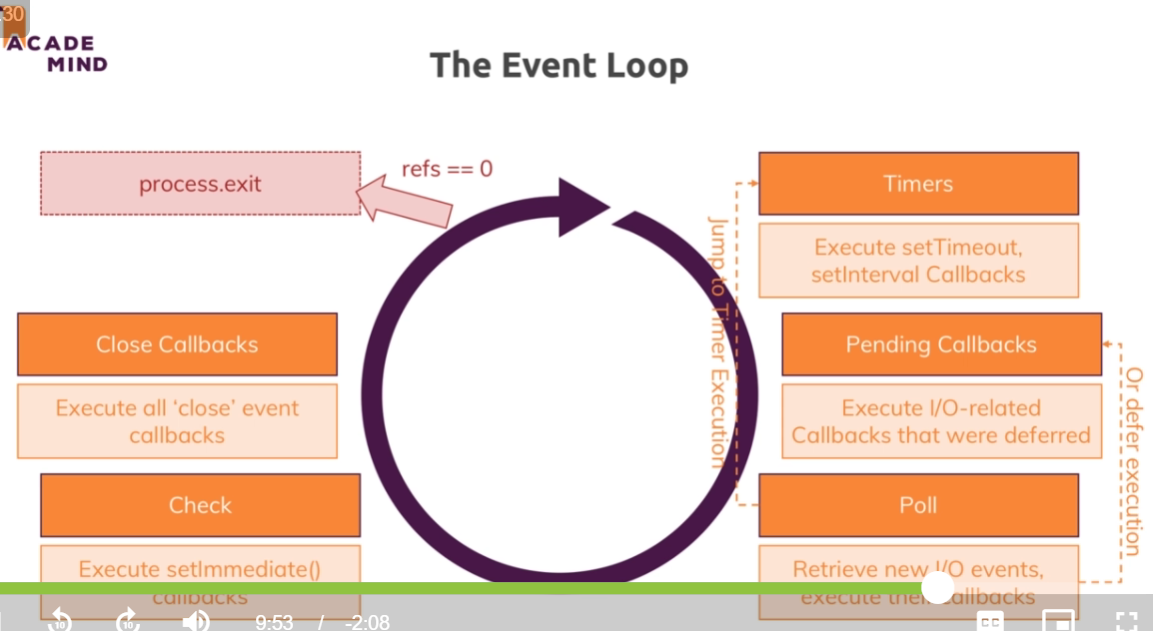 :30
ACADE
MIND
The Event Loop
process.exit
refs == 0
Timers
Execute setTimeout,
setInterval Callbacks
Jump to Timer Execution
Close Callbacks
Execute all ‘close’ event
callbacks
Pending Callbacks
Execute I/O-related
Callbacks that were deferred
Or defer execution
Check
Execute setImmediate()
callbacks
Poll
Retrieve new I/O events,
execute their callbacks
10
10
9:53 / -2:08
CC